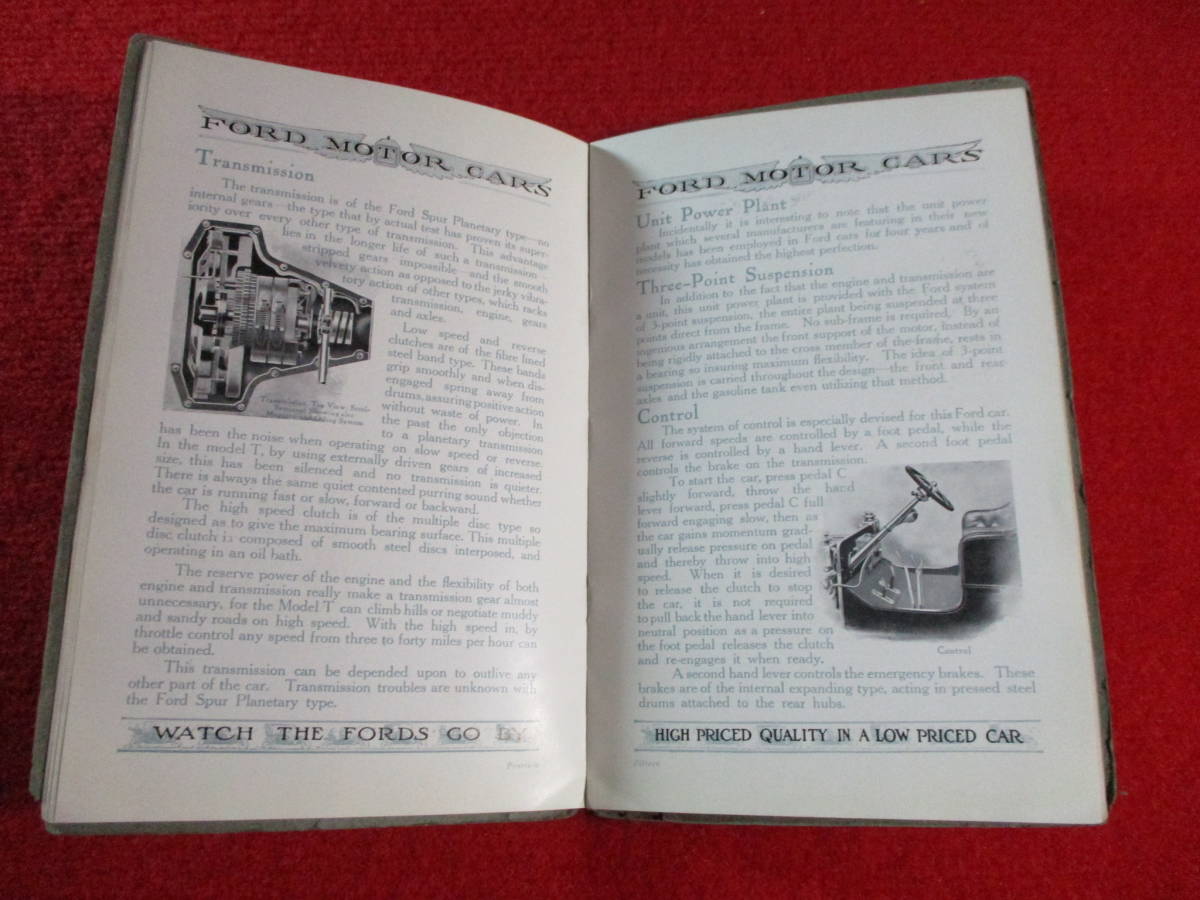 FORD MOTOR CARS
Transmission
The transmission is of the Ford Spur Planetary type—no
internal gears—the type that by actual test has proven its super-
iority over every other type of transmission. This advantage
lies in the longer life of such a transmission—
stripped gears impossible—and the smooth
velvety action as opposed to the jerky vibra-
tory action of other types, which racks
transmission, engine, gears
and axles.
Low speed and reverse
clutches are of the fibre lined
steel band type. These bands
grip smoothly and when dis-
engaged spring away from
drums, assuring positive action
without waste of power. In
the past the only objection
to a planetary transmission
Transmission Top View, Semi-
Sectional Showing also
System
has been the noise when operating on slow speed or reverse.
In the model T, by using externally driven gears of increased
size, this has been silenced and no transmission is quieter.
There is always the same quiet contented purring sound whether
the car is running fast or slow, forward or backward.
The high speed clutch is of the multiple disc type so
designed as to give the maximum bearing surface. This multiple
disc clutch is composed of smooth steel discs interposed, and
operating in an oil bath.
The reserve power of the engine and the flexibility of both
engine and transmission really make a transmission gear almost
unnecessary, for the Model T can climb hills or negotiate muddy
and sandy roads on high speed. With the high speed in, by
throttle control any speed from three to forty miles per hour can
be obtained.
This transmission can be depended upon to outlive any
other part of the car. Transmission troubles are unknown with
the Ford Spur Planetary type.
WATCH THE FORDS GO BY
Fourteen
FORD MOTOR CARS
Unit Power Plant
Incidentally it is interesting to note that the unit power
plant which several manufacturers are featuring in their new
models has been employed in Ford cars for four years and of
necessity has obtained the highest perfection.
Three-Point Suspension
In addition to the fact that the engine and transmission are
a unit, this unit power plant is provided with the Ford system
of 3-point suspension, the entire plant being suspended at three
points direct from the frame. No sub-frame is required. By an
ingenious arrangement the front support of the motor, instead of
being rigidly attached to the cross member of the frame, rests in
a bearing so insuring maximum flexibility. The idea of 3-point
suspension is carried throughout the design—the front and rear
axles and the gasoline tank even utilizing that method.
Control
The system of control is especially devised for this Ford car.
All forward speeds are controlled by a foot pedal, while the
reverse is controlled by a hand lever. A second foot pedal
controls the brake on the transmission.
To start the car, press pedal C
slightly forward, throw the hand
lever forward, press pedal C full
forward engaging slow, then as
the car gains momentum grad-
ually release pressure on pedal
and thereby throw into high
speed. When it is desired
to release the clutch to stop
the car, it is not required
to pull back the hand lever into
neutral position as a pressure on
the foot pedal releases the clutch
and re-engages it when ready.
Control
A second hand lever controls the emergency brakes. These
brakes are of the internal expanding type, acting in pressed steel
drums attached to the rear hubs.
HIGH PRICED QUALITY IN A LOW PRICED CAR
Fifteen